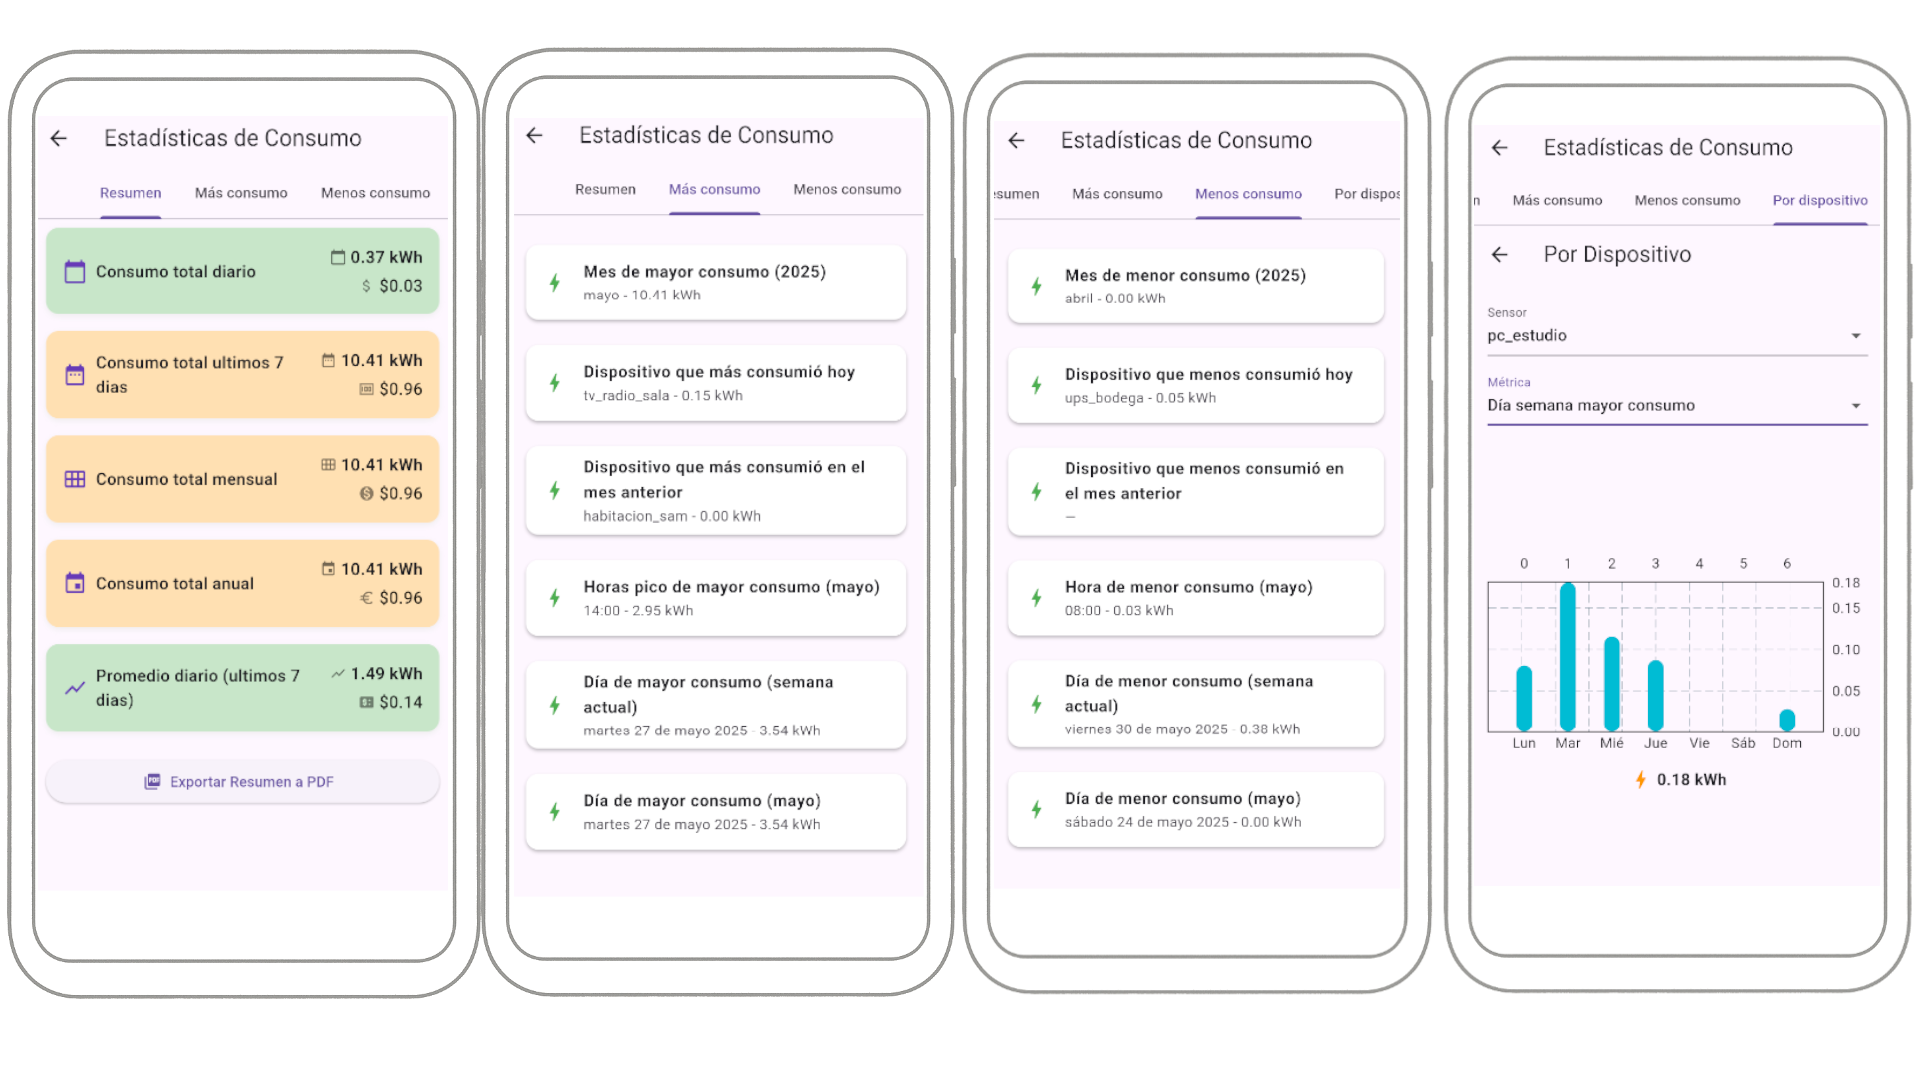 Estadísticas de Consumo
Resumen Más consumo Menos consumo
Consumo total diario
0.37 kWh
$ $0.03
Consumo total ultimos 7
dias
10.41 kWh
$0.96
Consumo total mensual
10.41 kWh
$0.96
Consumo total anual
10.41 kWh
€ $0.96
Promedio diario (ultimos 7
dias)
1.49 kWh
$0.14
PDF Exportar Resumen a PDF
Estadísticas de Consumo
Resumen Más consumo Menos consumo
Mes de mayor consumo (2025)
mayo - 10.41 kWh
Dispositivo que más consumió hoy
tv_radio_sala - 0.15 kWh
Dispositivo que más consumió en el
mes anterior
habitacion_sam - 0.00 kWh
Horas pico de mayor consumo (mayo)
14:00 - 2.95 kWh
Día de mayor consumo (semana
actual)
martes 27 de mayo 2025 - 3.54 kWh
Día de mayor consumo (mayo)
martes 27 de mayo 2025 - 3.54 kWh
Estadísticas de Consumo
esumen Más consumo Menos consumo Por dispos
Mes de menor consumo (2025)
abril - 0.00 kWh
Dispositivo que menos consumió hoy
ups_bodega - 0.05 kWh
Dispositivo que menos consumió en
el mes anterior
—
Hora de menor consumo (mayo)
08:00 - 0.03 kWh
Día de menor consumo (semana
actual)
viernes 30 de mayo 2025 - 0.38 kWh
Día de menor consumo (mayo)
sábado 24 de mayo 2025 - 0.00 kWh
Estadísticas de Consumo
n Más consumo Menos consumo Por dispositivo
Por Dispositivo
Sensor
pc_estudio
Métrica
Día semana mayor consumo
0 1 2 3 4 5 6
0.18
0.15
0.10
0.05
0.00
Lun Mar Mié Jue Vie Sáb Dom
0.18 kWh